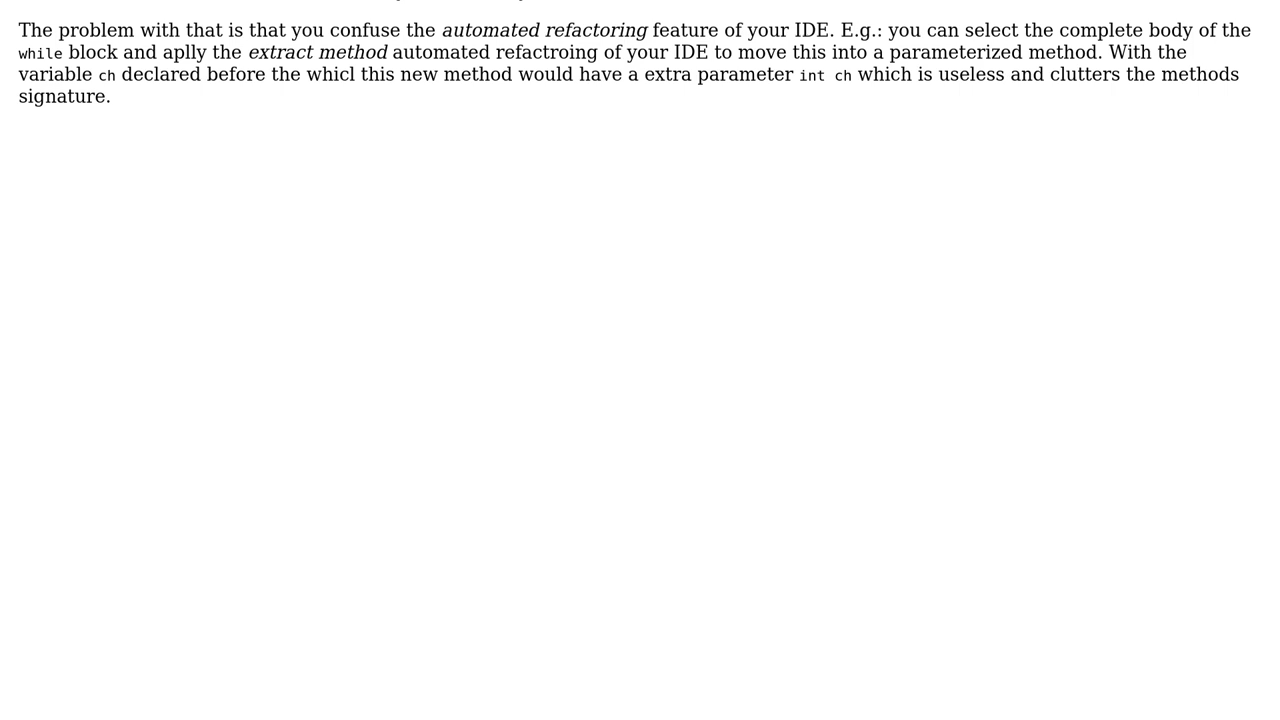 The problem with that is that you confuse the automated refactoring feature of your IDE. E.g.: you can select the complete body of the
while block and aplly the extract method automated refactroing of your IDE to move this into a parameterized method. With the
variable ch declared before the whicl this new method would have a extra parameter int ch which is useless and clutters the methods
signature.